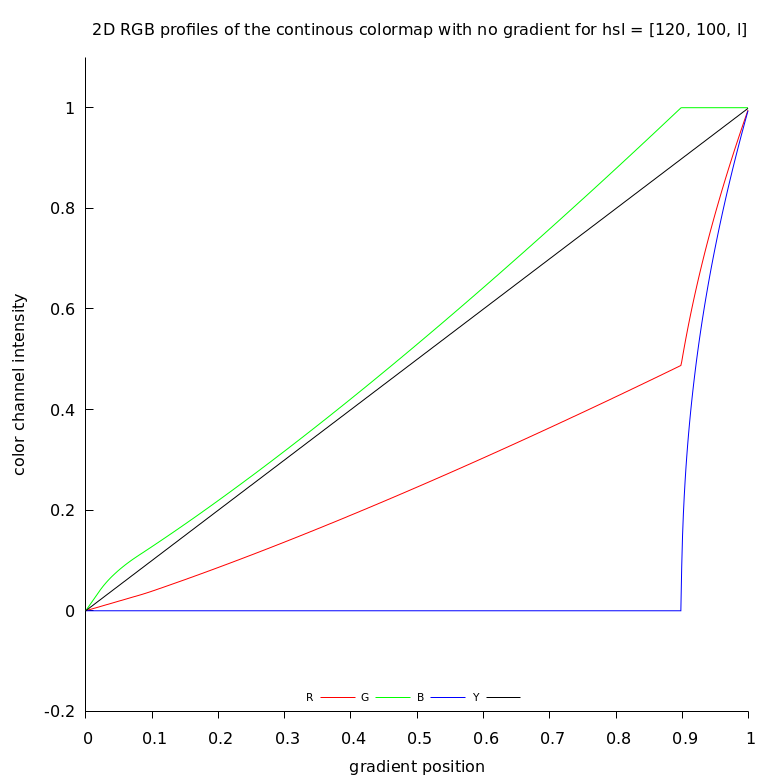 2D RGB profiles of the continous colormap with no gradient for hsl = [120, 100, l]
1
0.8
0.6
0.4
0.2
0
-0.2
color channel intensity
R G B Y
0 0.1 0.2 0.3 0.4 0.5 0.6 0.7 0.8 0.9 1
gradient position